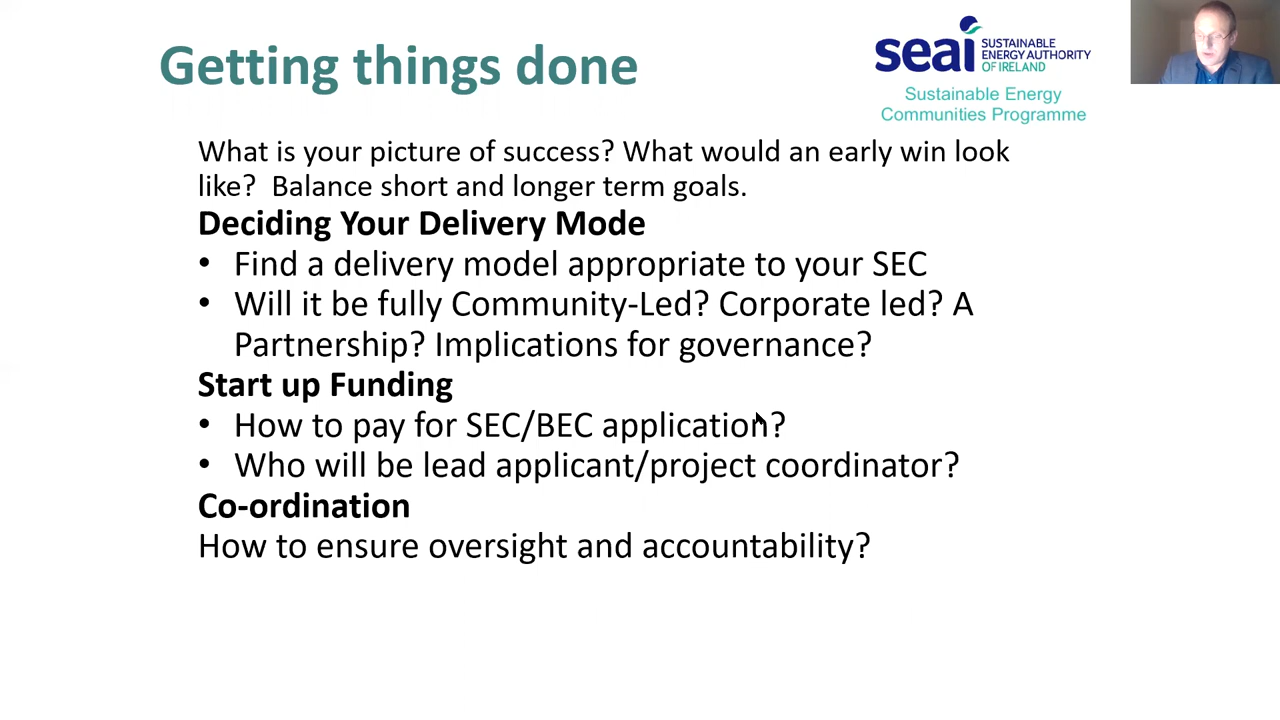 Getting things done
seai SUSTAINABLE
ENERGY AUTHORITY
OF IRELAND
Sustainable Energy
Communities Programme
What is your picture of success? What would an early win look
like?  Balance short and longer term goals.
Deciding Your Delivery Mode
• Find a delivery model appropriate to your SEC
• Will it be fully Community-Led? Corporate led? A
Partnership? Implications for governance?
Start up Funding
• How to pay for SEC/BEC application?
• Who will be lead applicant/project coordinator?
Co-ordination
How to ensure oversight and accountability?